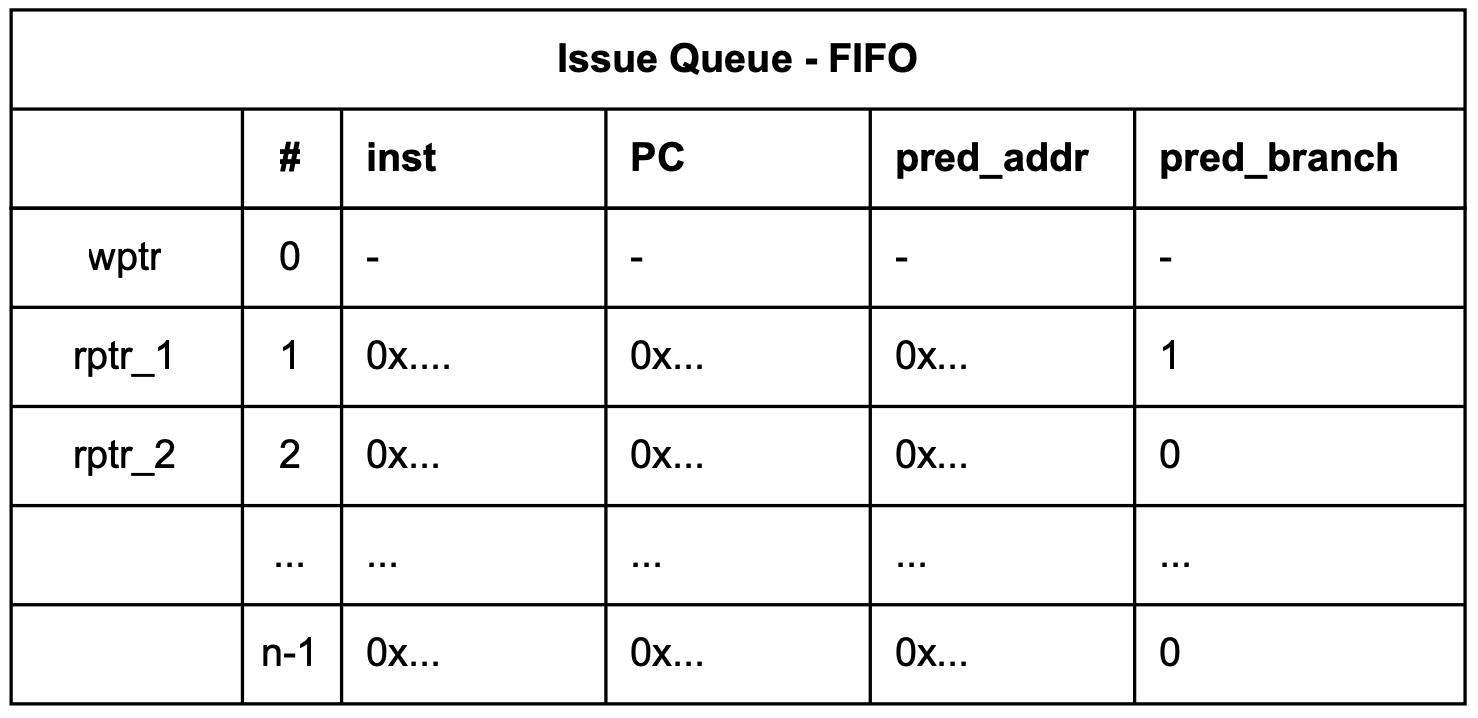 Issue Queue - FIFO
# inst PC pred_addr pred_branch
wptr 0 - - - -
rptr_1 1 0x.... 0x... 0x... 1
rptr_2 2 0x... 0x... 0x... 0
... ... ... ... ...
n-1 0x... 0x... 0x... 0